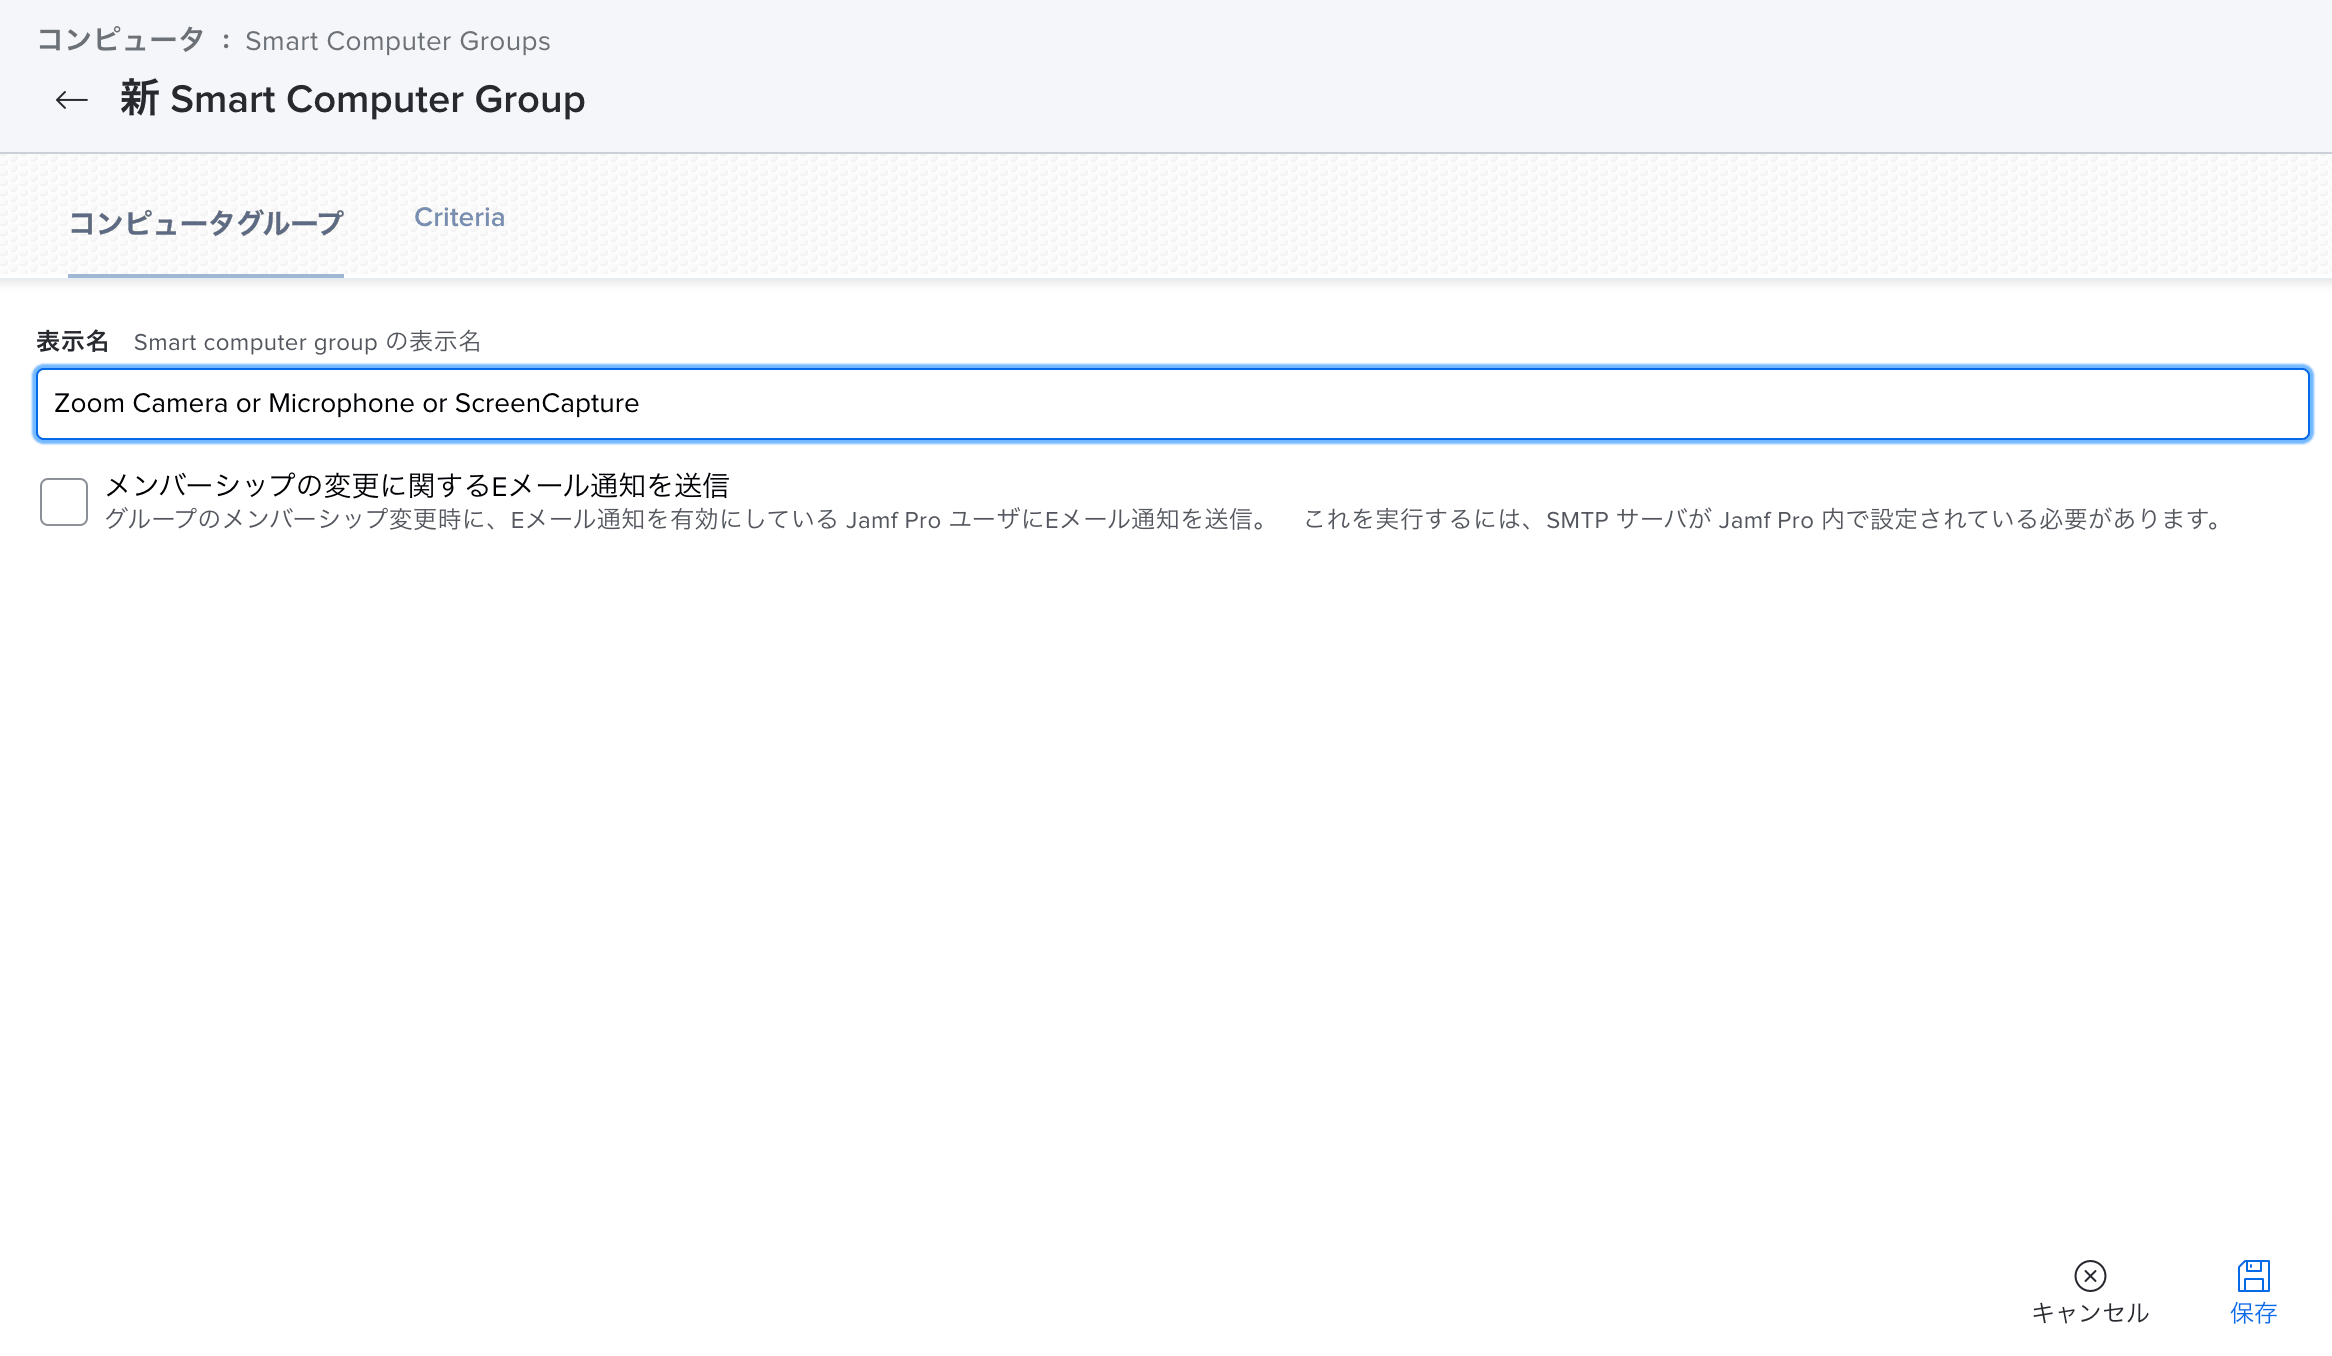 コンピュータ : Smart Computer Groups
← 新 Smart Computer Group
コンピュータグループ Criteria
表示名 Smart computer group の表示名
Zoom Camera or Microphone or ScreenCapture
メンバーシップの変更に関するEメール通知を送信
グループのメンバーシップ変更時に、Eメール通知を有効にしている Jamf Pro ユーザにEメール通知を送信。 これを実行するには、SMTP サーバが Jamf Pro 内で設定されている必要があります。
キャンセル 保存